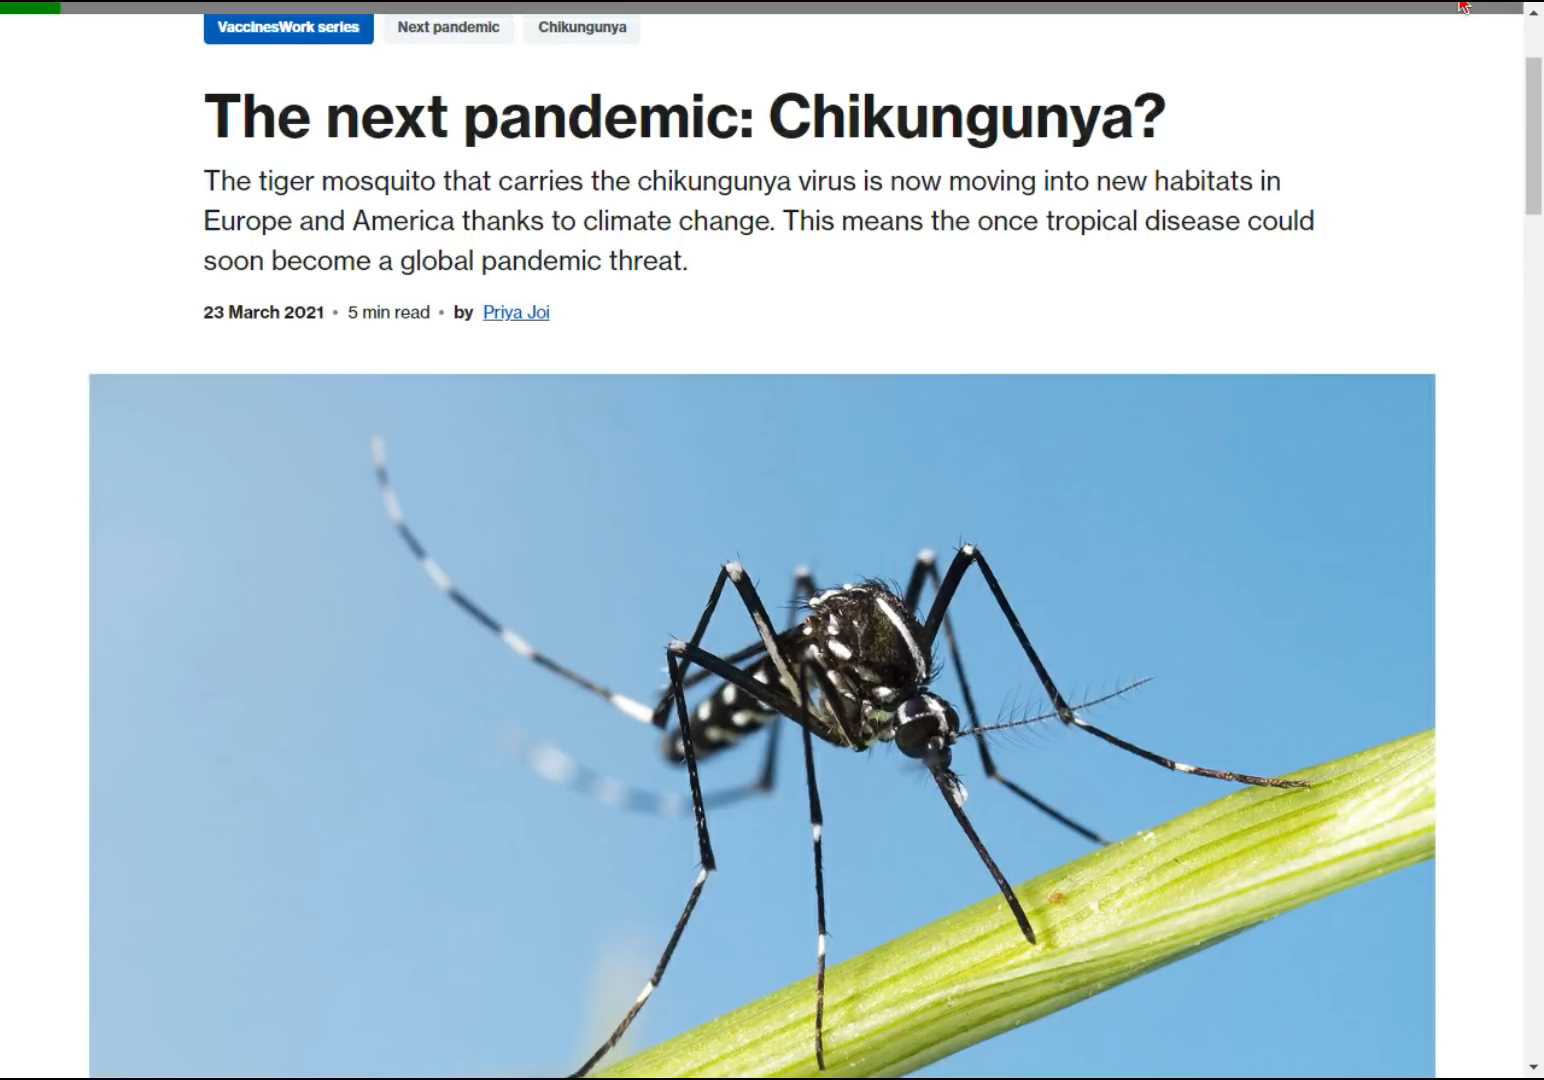 VaccinesWork series Next pandemic Chikungunya
The next pandemic: Chikungunya?
The tiger mosquito that carries the chikungunya virus is now moving into new habitats in
Europe and America thanks to climate change. This means the once tropical disease could
soon become a global pandemic threat.
23 March 2021 • 5 min read • by Priya Joi